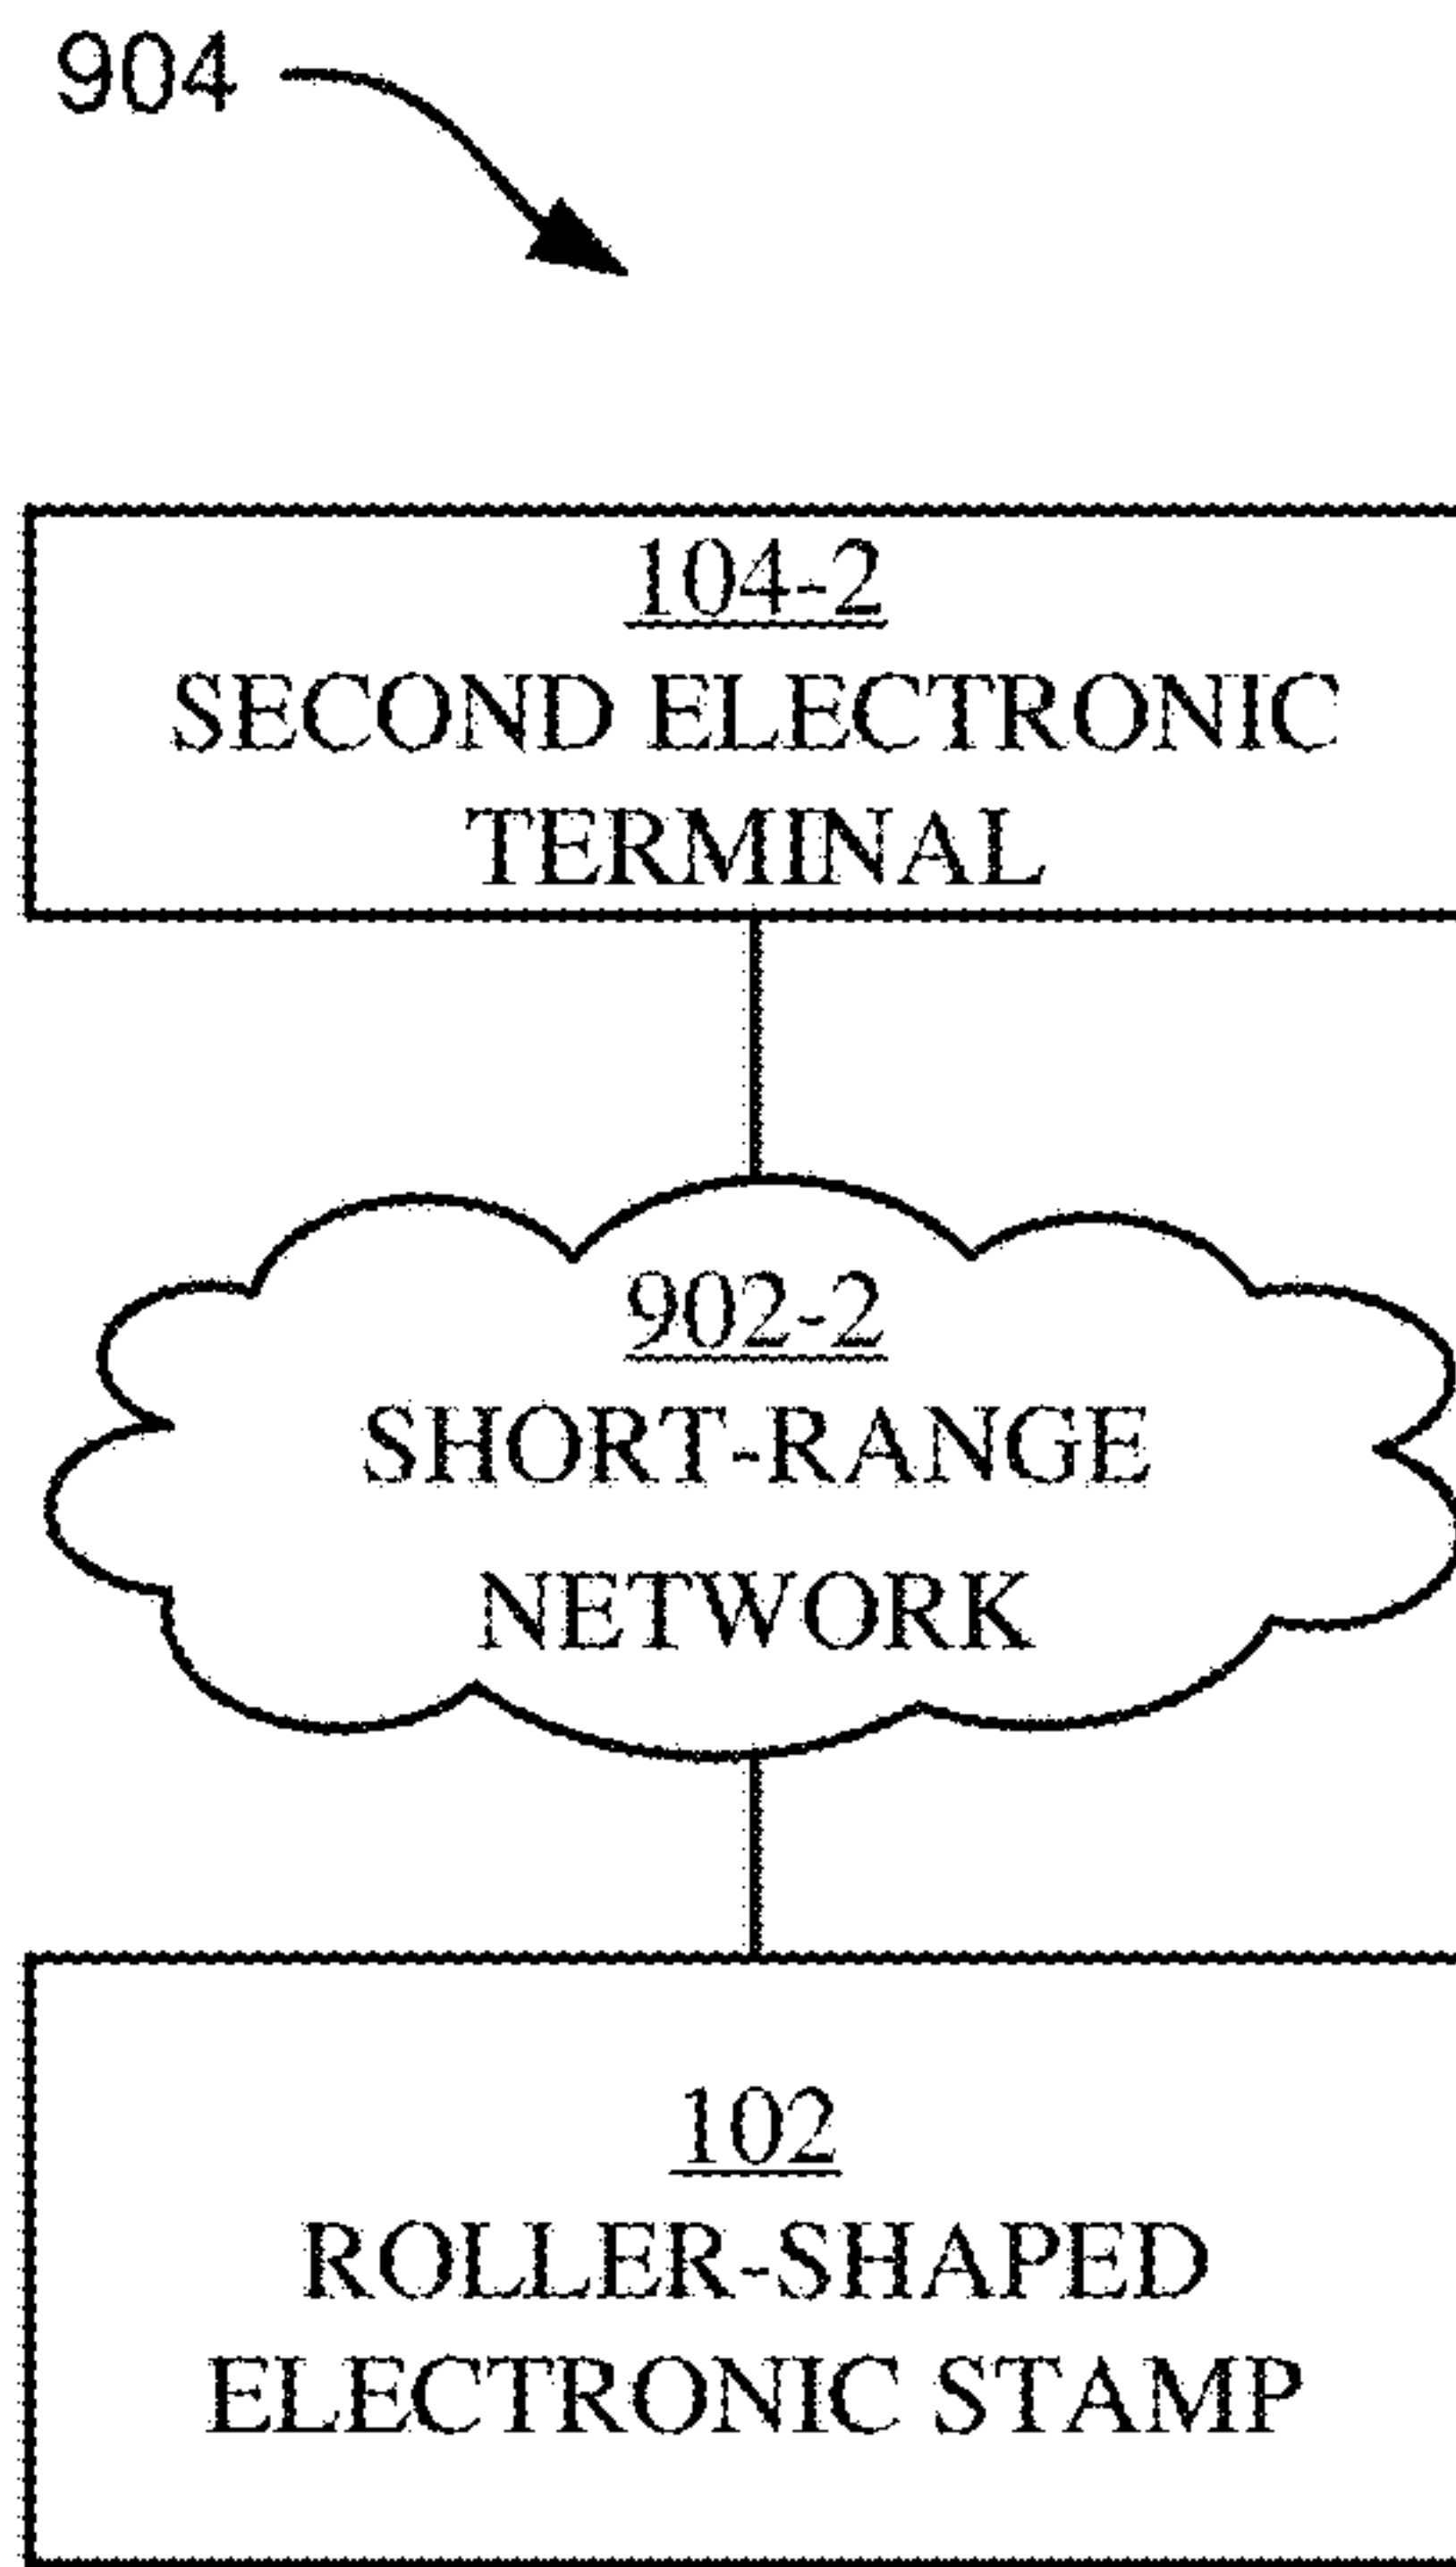 904
104-2
SECOND ELECTRONIC
TERMINAL
902-2
SHORT-RANGE
NETWORK
102
ROLLER-SHAPED
ELECTRONIC STAMP